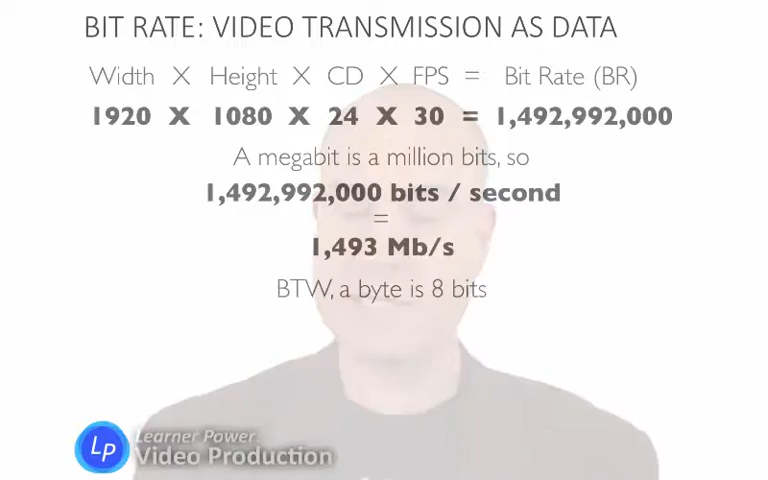 BIT RATE: VIDEO TRANSMISSION AS DATA
Width X Height X CD X FPS = Bit Rate (BR)
1920 X 1080 X 24 X 30 = 1,492,992,000
A megabit is a million bits, so
1,492,992,000 bits / second
=
1,493 Mb/s
BTW, a byte is 8 bits
LP Learner Power:
Video Production